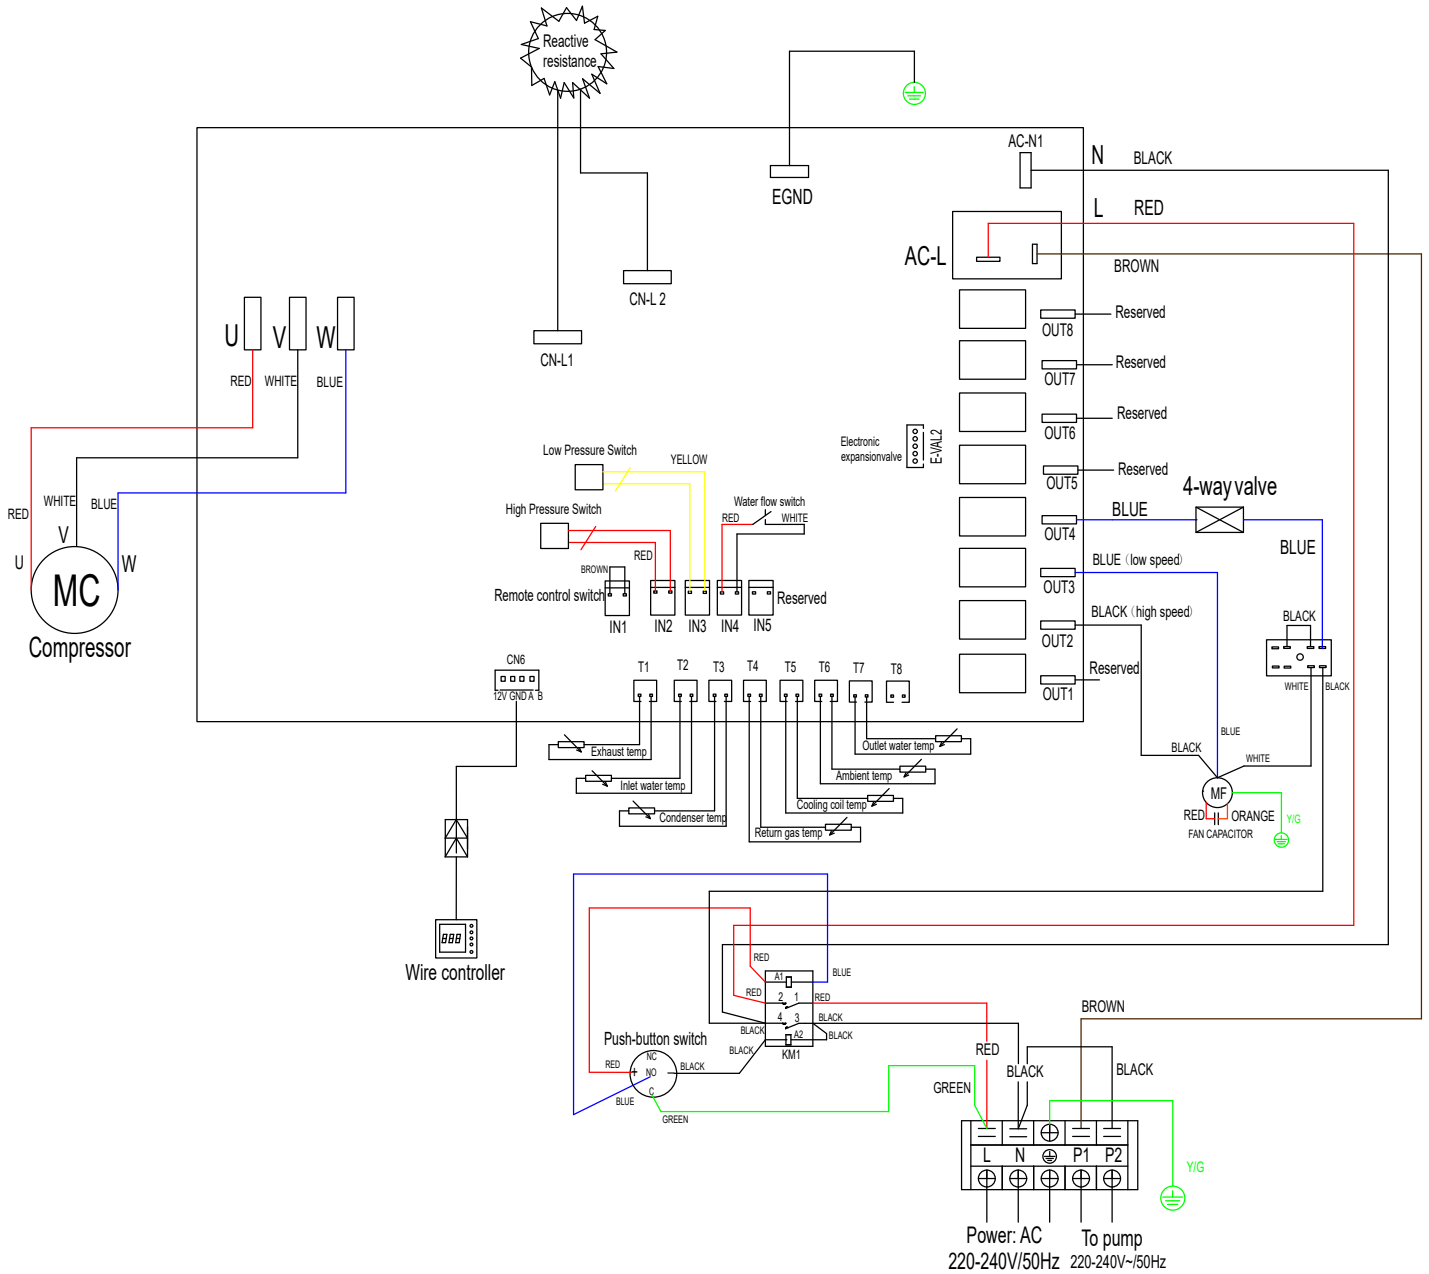 Reactive
resistance
EGND
AC-N1
N
BLACK
L
RED
AC-L
BROWN
CN-L 2
CN-L1
U
V
W
RED
WHITE
BLUE
OUT8
Reserved
OUT7
Reserved
OUT6
Reserved
OUT5
Reserved
OUT4
BLUE
4-way valve
BLUE
OUT3
BLUE (low speed)
OUT2
BLACK (high speed)
OUT1
Reserved
Electronic
expansionvalve
E-VAL2
Low Pressure Switch
YELLOW
High Pressure Switch
RED
Water flow switch
RED
WHITE
BROWN
Remote control switch
IN1
IN2
IN3
IN4
IN5
Reserved
RED
WHITE
BLUE
U
V
W
MC
Compressor
CN6
12V GND A B
T1
T2
T3
T4
T5
T6
T7
T8
Exhaust temp
Inlet water temp
Condenser temp
Return gas temp
Cooling coil temp
Ambient temp
Outlet water temp
BLACK
WHITE
BLACK
BLUE
BLACK
WHITE
MF
RED
ORANGE
Y/G
FAN CAPACITOR
888
Wire controller
RED
BLUE
A1
RED
2
1
RED
4
3
BLACK
BLACK
A2
BLACK
KM1
BLACK
Push-button switch
NC
RED
+
NO
-
BLACK
C
BLUE
GREEN
BROWN
RED
BLACK
BLACK
GREEN
L
N
P1
P2
Y/G
Power: AC
220-240V/50Hz
To pump
220-240V~/50Hz